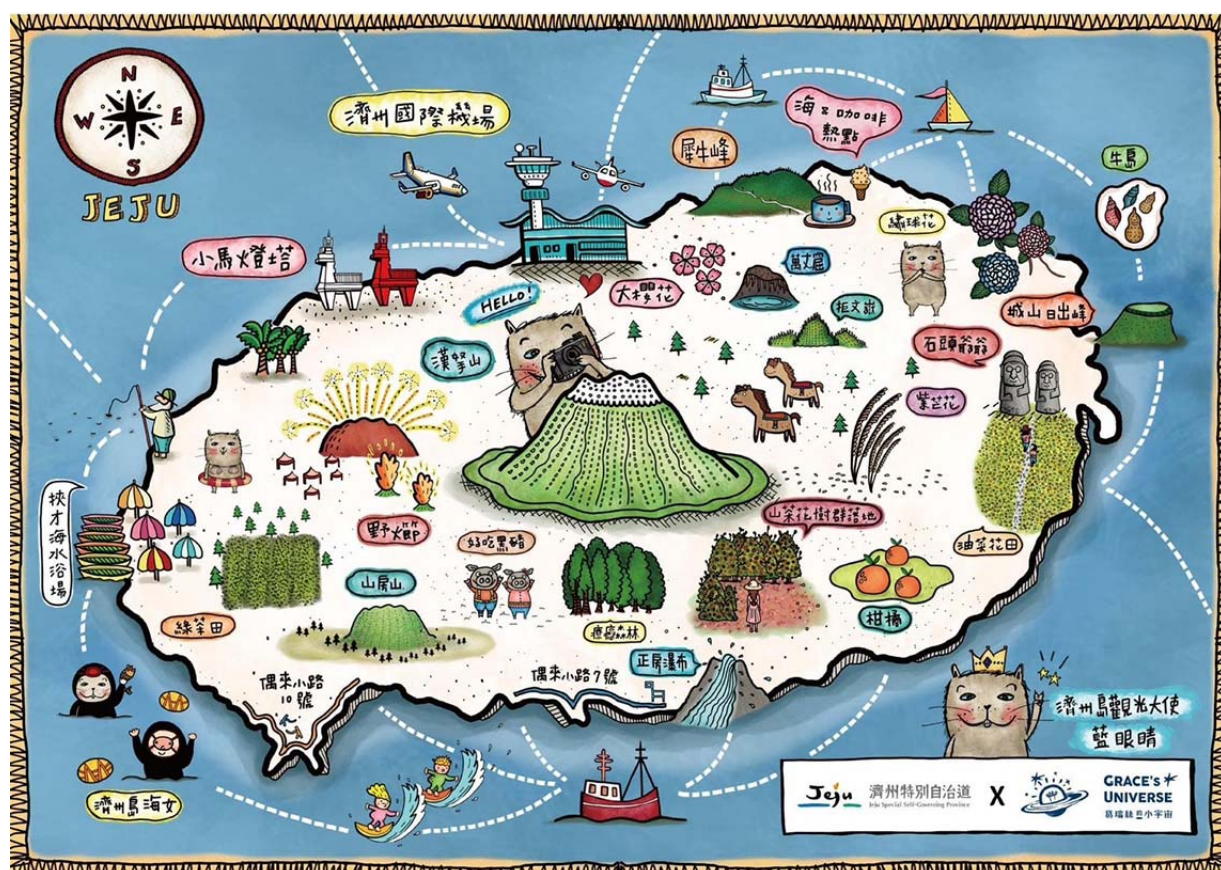 N
W E
S
JEJU
濟州國際機場
犀牛峰
海邊咖啡
熱點
牛島
繡球花
小馬燈塔
HELLO!
大櫻花
萬丈窟
拒文嶽
城山日出峰
漢拏山
石頭爺爺
紫芒花
挾才海水浴場
野火節
好吃黑豬
山茶花樹群落地
油菜花田
山房山
柑橘
綠茶田
療癒森林
正房瀑布
偶來小路
10號
偶來小路7號
濟州島觀光大使
藍眼睛
濟州島海女
Jeju 濟州特別自治道
Jeju Special Self-Governing Province
X
GRACE's
UNIVERSE
葛瑞絲的小宇宙